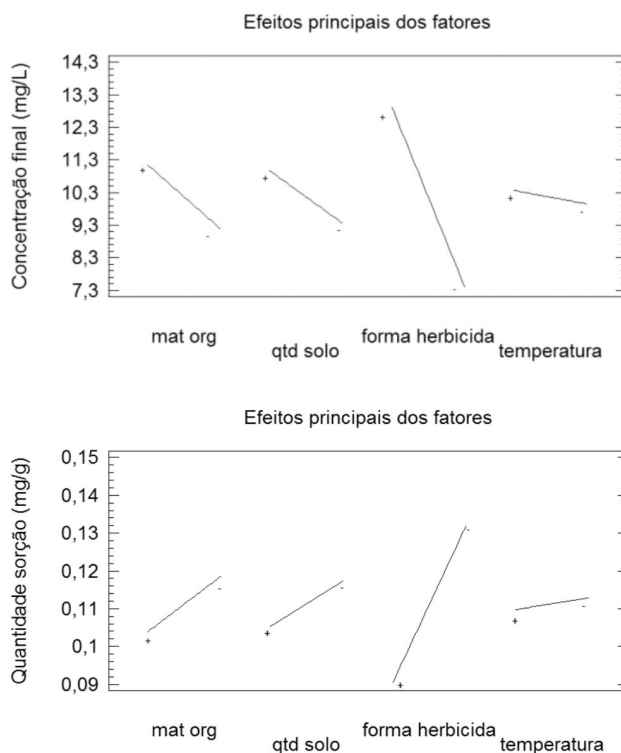 Efeitos principais dos fatores
Concentração final (mg/L)
14,3
13,3
12,3
11,3
10,3
9,3
8,3
7,3
+ - + - + - + -
mat org qtd solo forma herbicida temperatura
Efeitos principais dos fatores
Quantidade sorção (mg/g)
0,15
0,14
0,13
0,12
0,11
0,1
0,09
+ - + - + - + -
mat org qtd solo forma herbicida temperatura